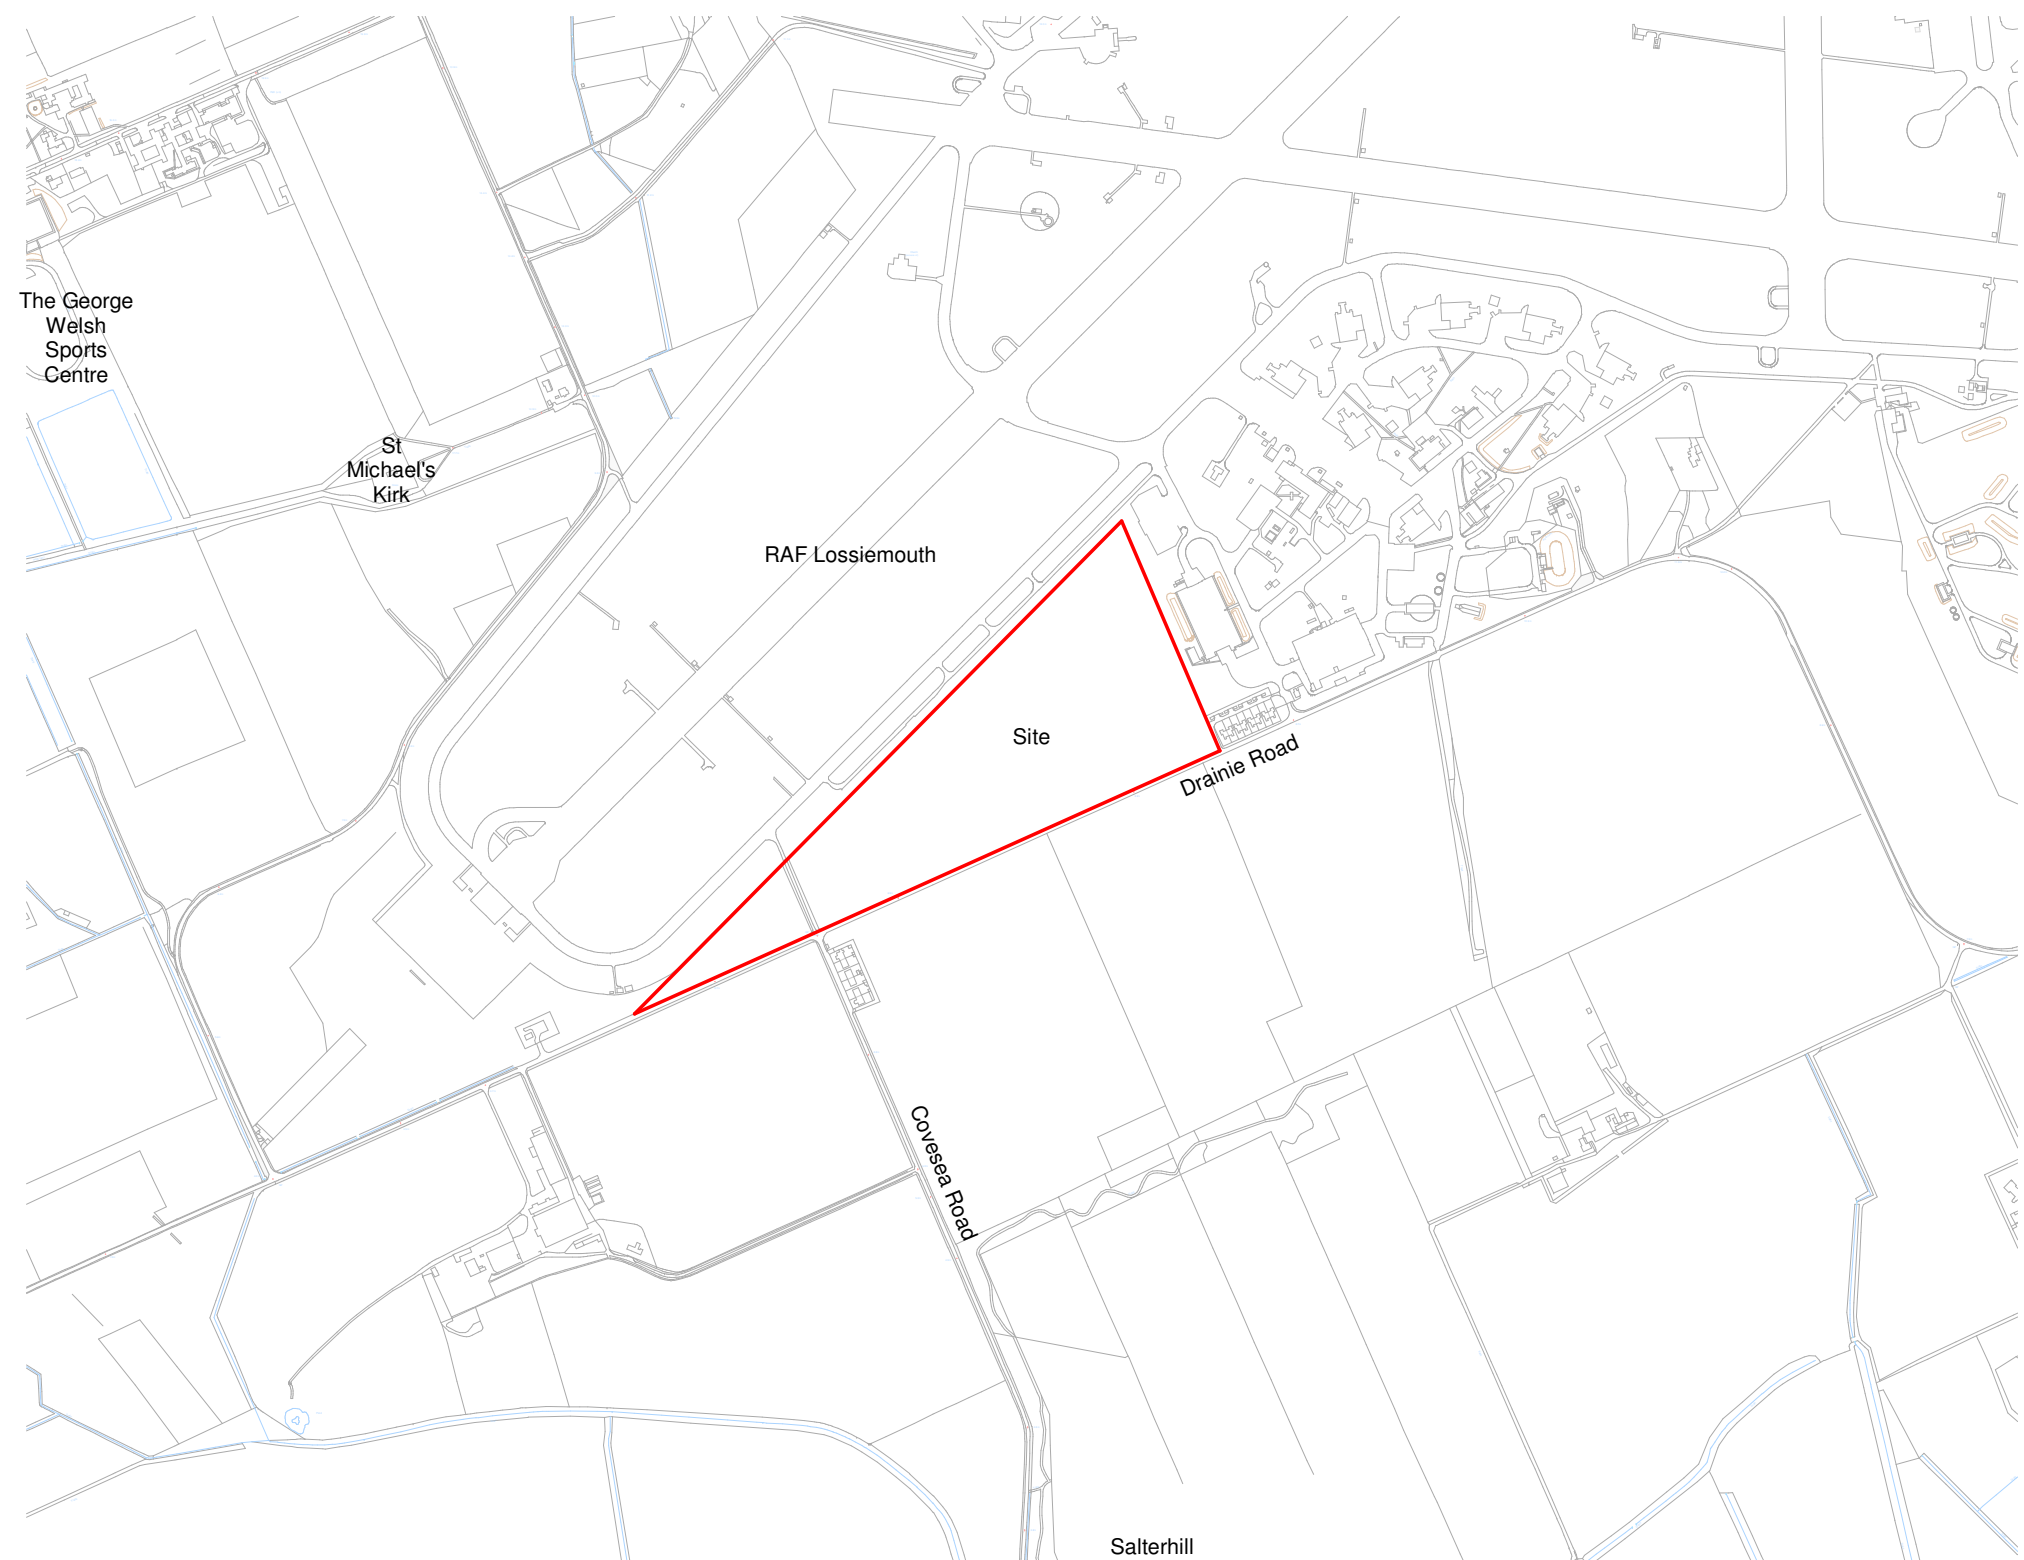 The George
Welsh
Sports
Centre
St
Michael's
Kirk
RAF Lossiemouth
Site
Drainie Road
Covesea Road
Salterhill